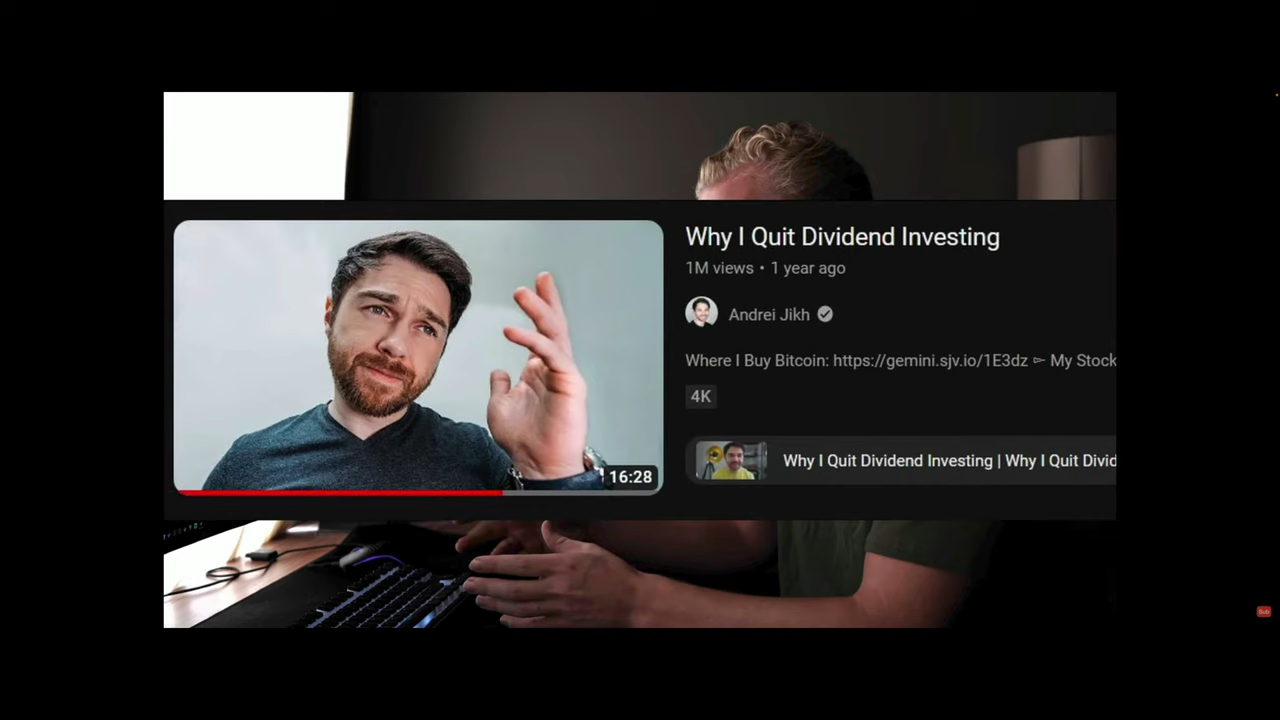 Why I Quit Dividend Investing
1M views • 1 year ago
Andrei Jikh
Where I Buy Bitcoin: https://gemini.sjv.io/1E3dz ➻ My Stock
4K
16:28
Why I Quit Dividend Investing | Why I Quit Divid
Sub